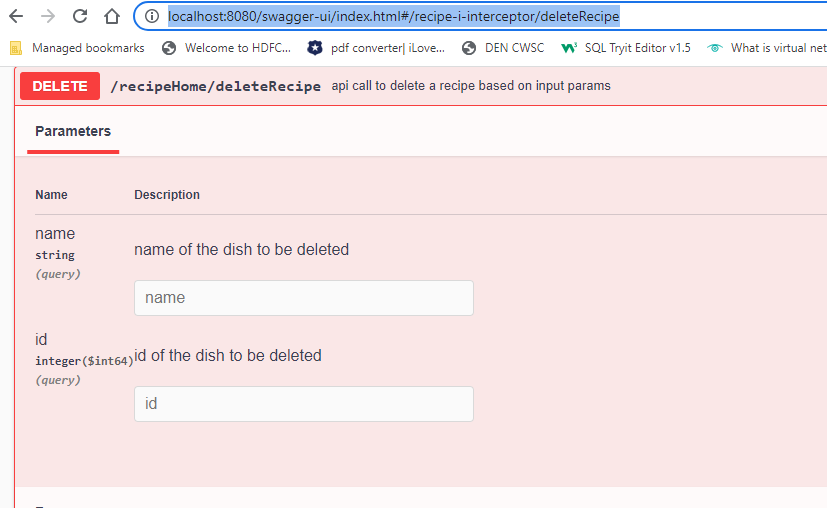 localhost:8080/swagger-ui/index.html#/recipe-i-interceptor/deleteRecipe
Managed bookmarks Welcome to HDFC... pdf converter| iLove... DEN CWSC W3 SQL Tryit Editor v1.5 What is virtual net
DELETE /recipeHome/deleteRecipe api call to delete a recipe based on input params
Parameters
Name Description
name
string
(query)
name of the dish to be deleted
name
id
integer($int64)
(query)
id of the dish to be deleted
id